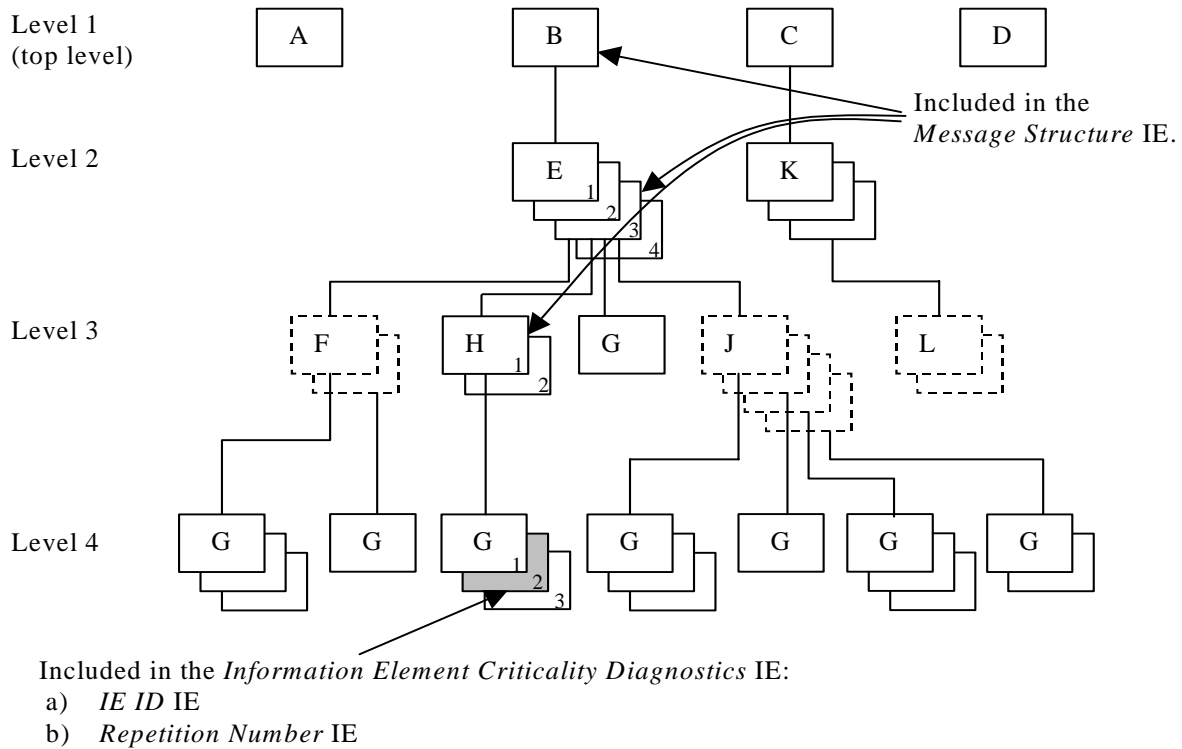 Level 1
(top level)
A
B
C
D
Included in the
Message Structure IE.
Level 2
E
1
2
3
4
K
Level 3
F
H
1
2
G
J
L
Level 4
G
G
G
1
2
3
G
G
G
G
Included in the Information Element Criticality Diagnostics IE:
a) IE ID IE
b) Repetition Number IE